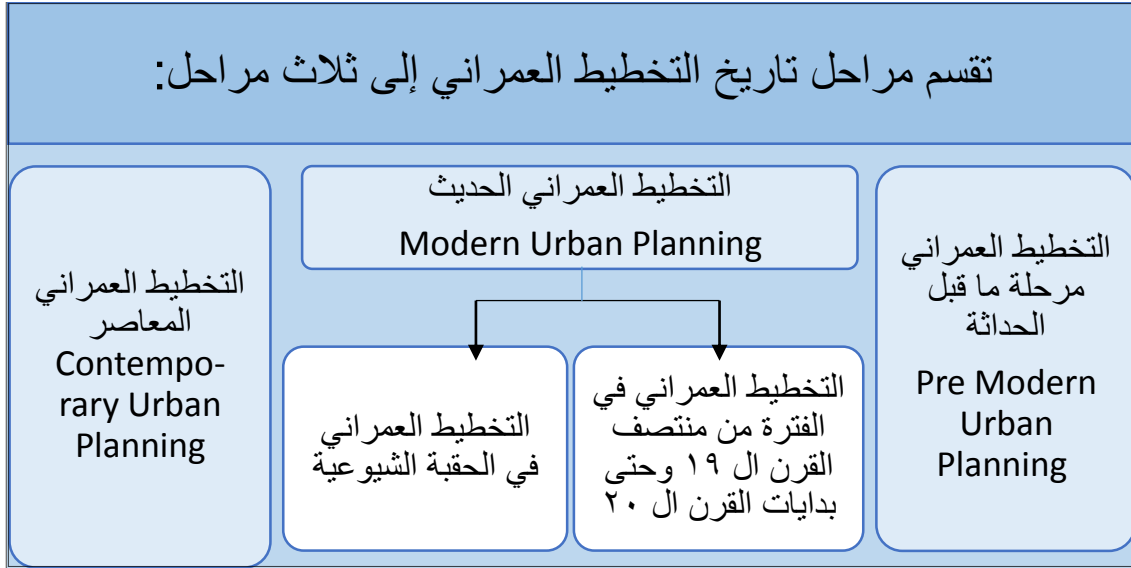 تقسم مراحل تاريخ التخطيط العمراني إلى ثلاث مراحل:
التخطيط العمراني
مرحلة ما قبل
الحداثة
Pre Modern
Urban
Planning
التخطيط العمراني الحديث
Modern Urban Planning
التخطيط العمراني في
الفترة من منتصف
القرن ال ١٩ وحتى
بدايات القرن ال ٢٠
التخطيط العمراني
في الحقبة الشيوعية
التخطيط العمراني
المعاصر
Contempo-
rary Urban
Planning